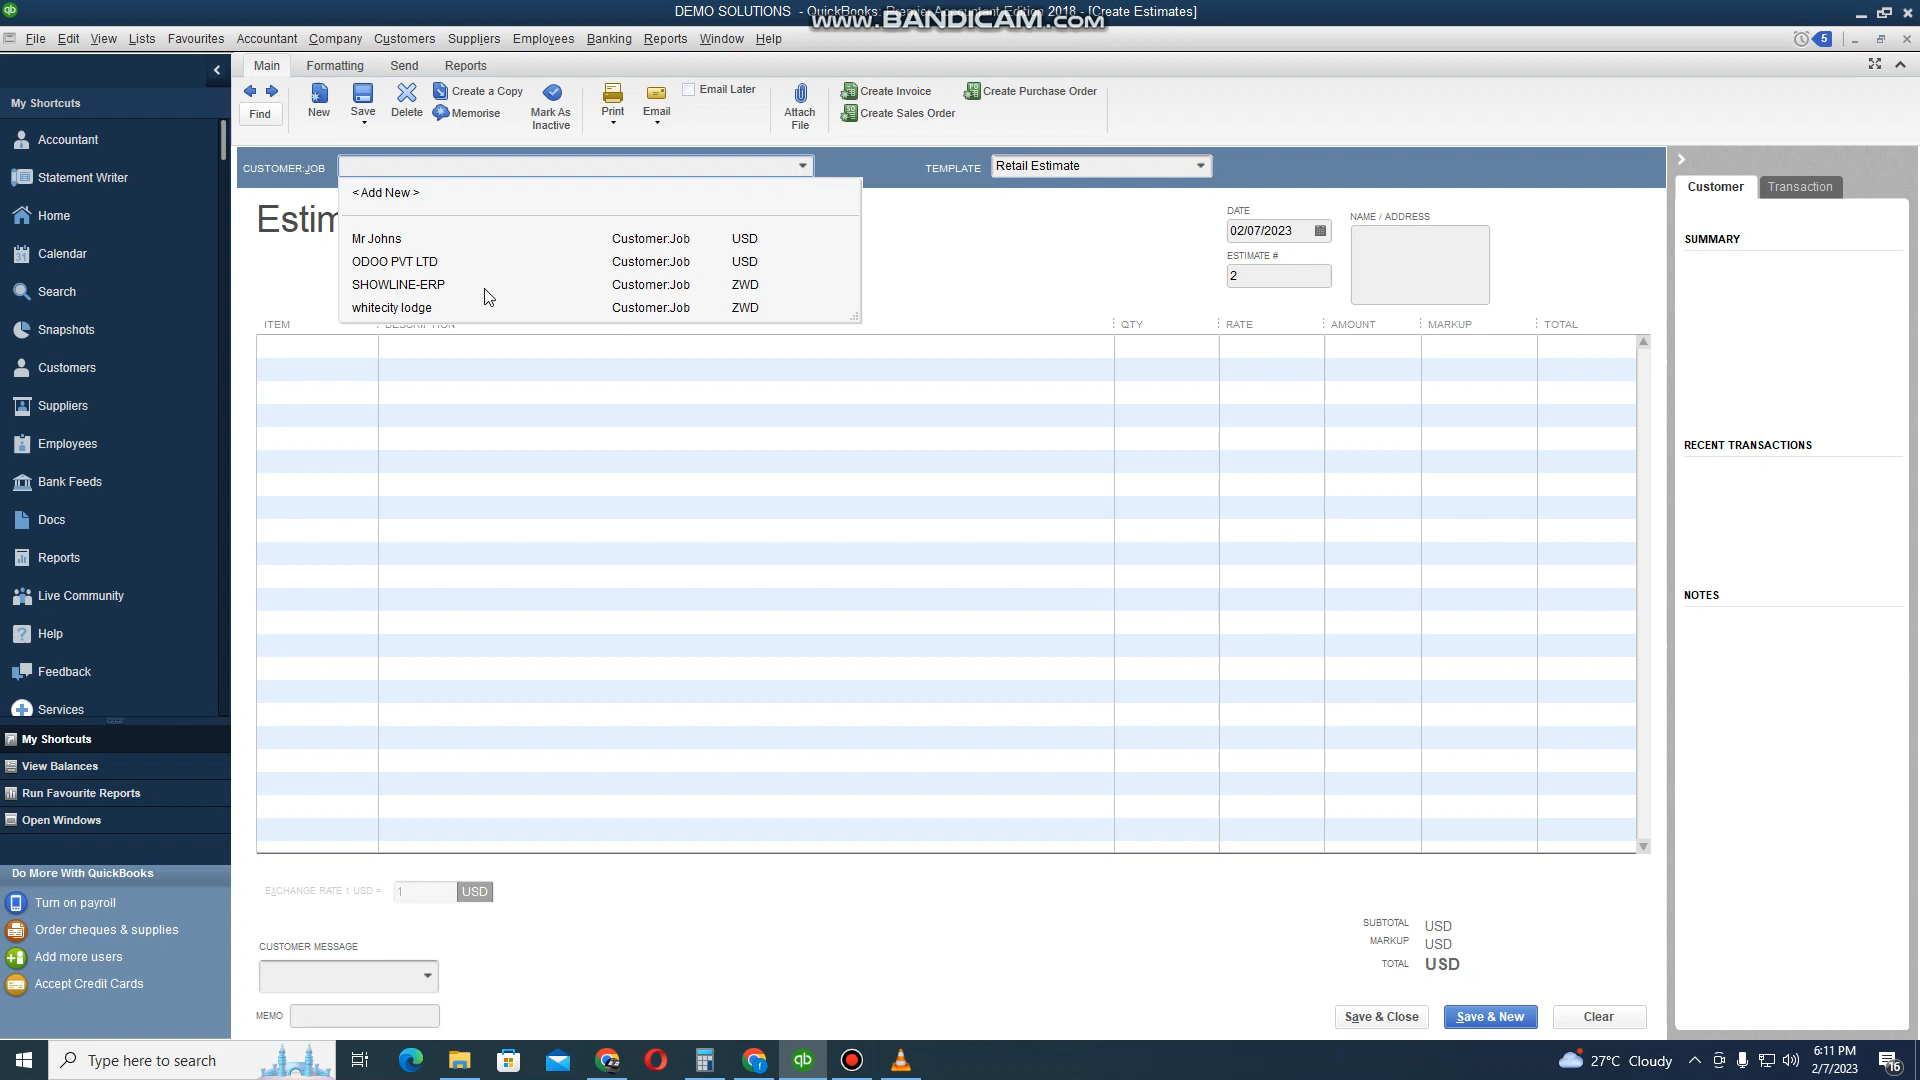 DEMO SOLUTIONS - QuickBooks: Premier Accountant Edition 2018 - [Create Estimates]
www.BANDICAM.com
File Edit View Lists Favourites Accountant Company Customers Suppliers Employees Banking Reports Window Help
5
Main Formatting Send Reports
Find
New
Save
Delete
Create a Copy
Memorise
Mark As
Inactive
Print
Email
Email Later
Attach
File
Create Invoice
Create Sales Order
Create Purchase Order
My Shortcuts
Accountant
Statement Writer
Home
Calendar
Search
Snapshots
Customers
Suppliers
Employees
Bank Feeds
Docs
Reports
Live Community
Help
Feedback
Services
My Shortcuts
View Balances
Run Favourite Reports
Open Windows
Do More With QuickBooks
Turn on payroll
Order cheques & supplies
Add more users
Accept Credit Cards
CUSTOMER:JOB
TEMPLATE Retail Estimate
< Add New >
Mr Johns Customer:Job USD
ODOO PVT LTD Customer:Job USD
SHOWLINE-ERP Customer:Job ZWD
whitecity lodge Customer:Job ZWD
Estim
DATE
02/07/2023
ESTIMATE #
2
NAME / ADDRESS
ITEM DESCRIPTION QTY RATE AMOUNT MARKUP TOTAL
EXCHANGE RATE 1 USD = 1 USD
CUSTOMER MESSAGE
MEMO
SUBTOTAL USD
MARKUP USD
TOTAL USD
Save & Close
Save & New
Clear
Customer Transaction
SUMMARY
RECENT TRANSACTIONS
NOTES
Type here to search
27°C Cloudy
6:11 PM
2/7/2023
16